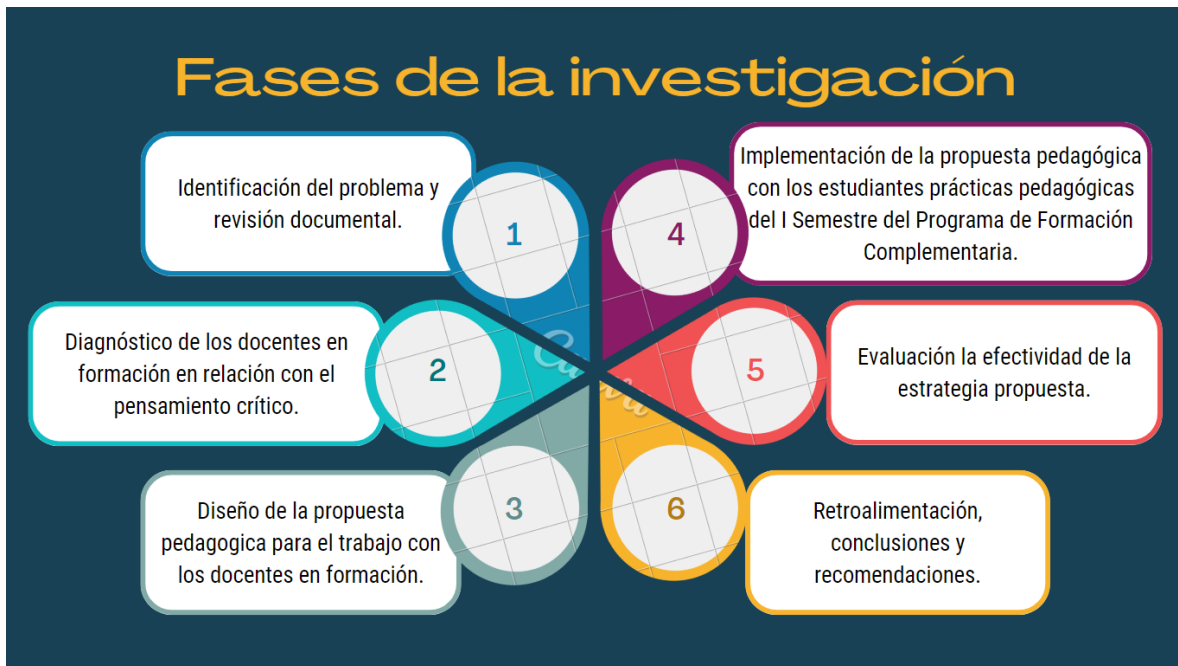 Fases de la investigación
1
Identificación del problema y
revisión documental.
2
Diagnóstico de los docentes en
formación en relación con el
pensamiento crítico.
3
Diseño de la propuesta
pedagogica para el trabajo con
los docentes en formación.
4
Implementación de la propuesta pedagógica
con los estudiantes prácticas pedagógicas
del I Semestre del Programa de Formación
Complementaria.
5
Evaluación la efectividad de la
estrategia propuesta.
6
Retroalimentación,
conclusiones y
recomendaciones.
Canva